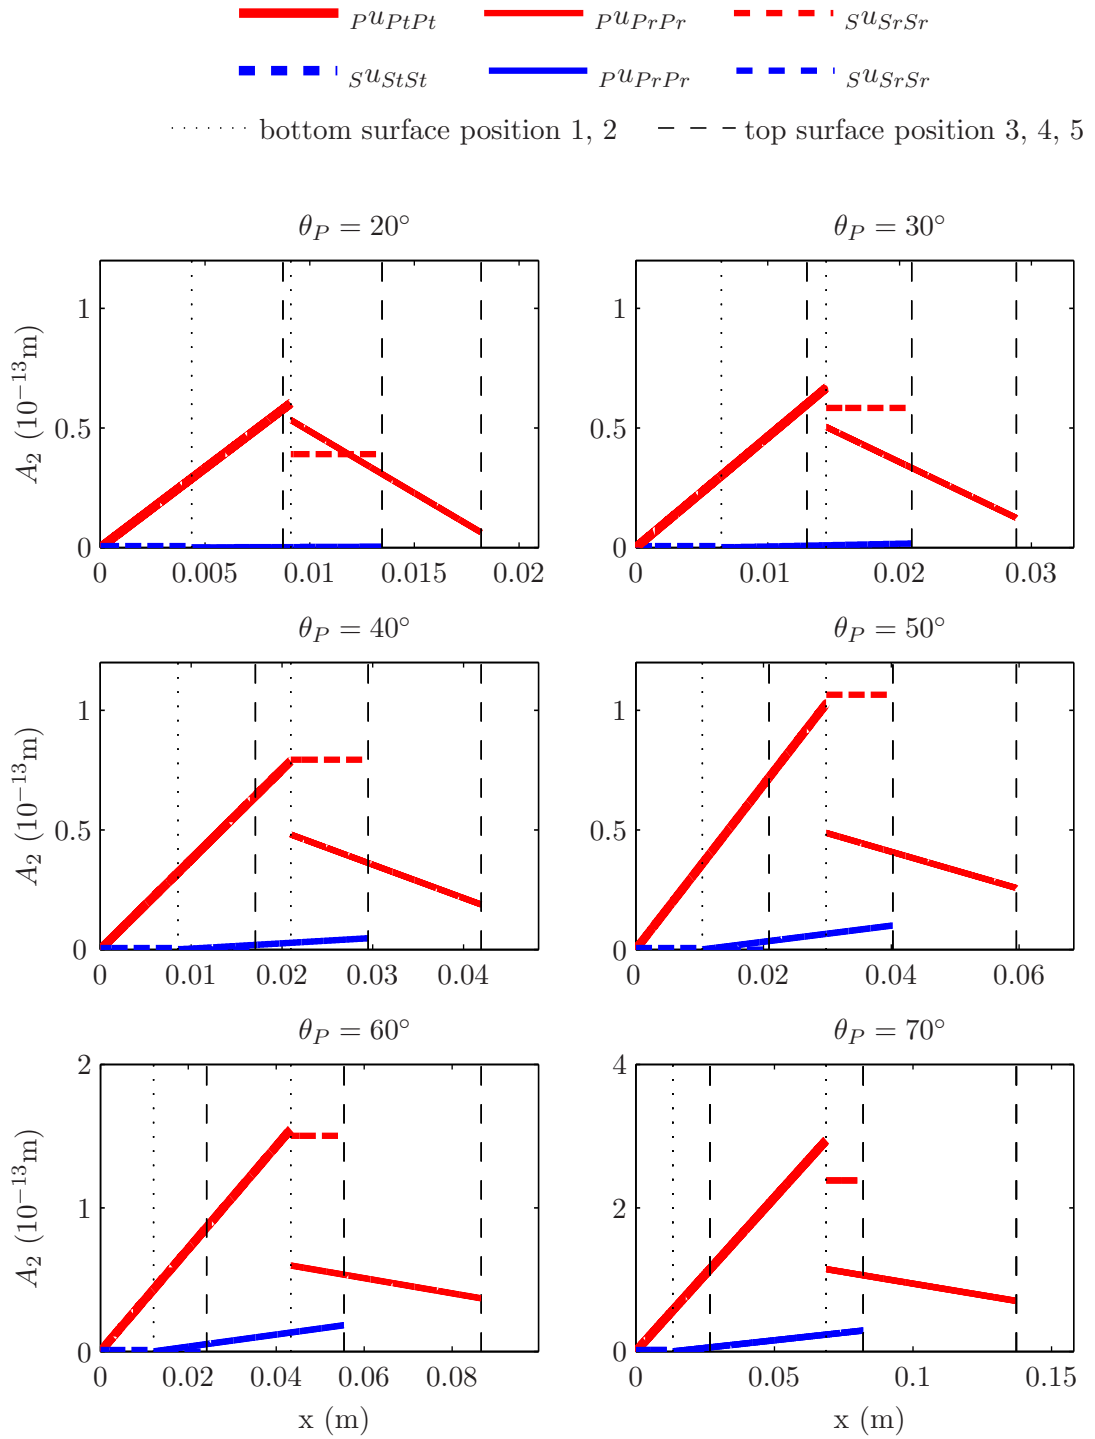 PuPtPt PuPrPr SuSrSr
SuStSt PuPrPr SuSrSr
bottom surface position 1, 2 top surface position 3, 4, 5
θP = 20°
A2 (10−13m)
1
0.5
0
0 0.005 0.01 0.015 0.02
θP = 30°
1
0.5
0
0 0.01 0.02 0.03
θP = 40°
A2 (10−13m)
1
0.5
0
0 0.01 0.02 0.03 0.04
θP = 50°
1
0.5
0
0 0.02 0.04 0.06
θP = 60°
A2 (10−13m)
2
1
0
0 0.02 0.04 0.06 0.08
x (m)
θP = 70°
4
2
0
0 0.05 0.1 0.15
x (m)